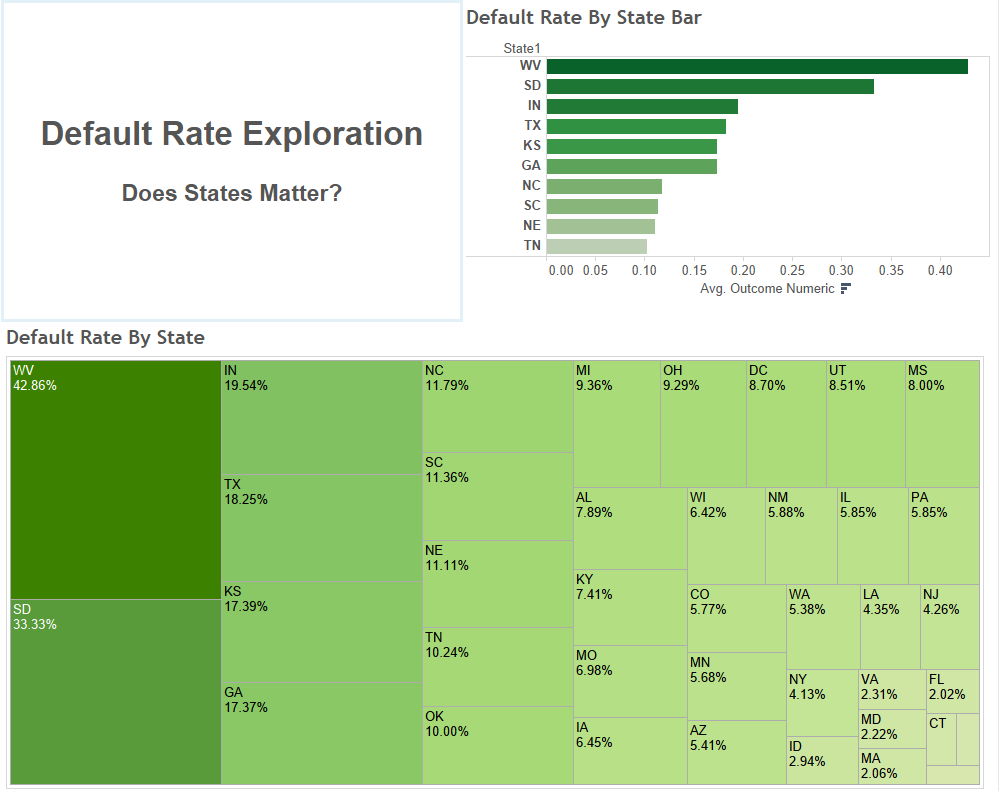 Default Rate Exploration
Does States Matter?
Default Rate By State Bar
State1
WV
SD
IN
TX
KS
GA
NC
SC
NE
TN
0.00 0.05 0.10 0.15 0.20 0.25 0.30 0.35 0.40
Avg. Outcome Numeric
Default Rate By State
WV
42.86%
SD
33.33%
IN
19.54%
TX
18.25%
KS
17.39%
GA
17.37%
NC
11.79%
SC
11.36%
NE
11.11%
TN
10.24%
OK
10.00%
MI
9.36%
OH
9.29%
DC
8.70%
UT
8.51%
MS
8.00%
AL
7.89%
KY
7.41%
MO
6.98%
IA
6.45%
WI
6.42%
NM
5.88%
IL
5.85%
PA
5.85%
CO
5.77%
MN
5.68%
AZ
5.41%
WA
5.38%
LA
4.35%
NJ
4.26%
NY
4.13%
ID
2.94%
VA
2.31%
MD
2.22%
MA
2.06%
FL
2.02%
CT